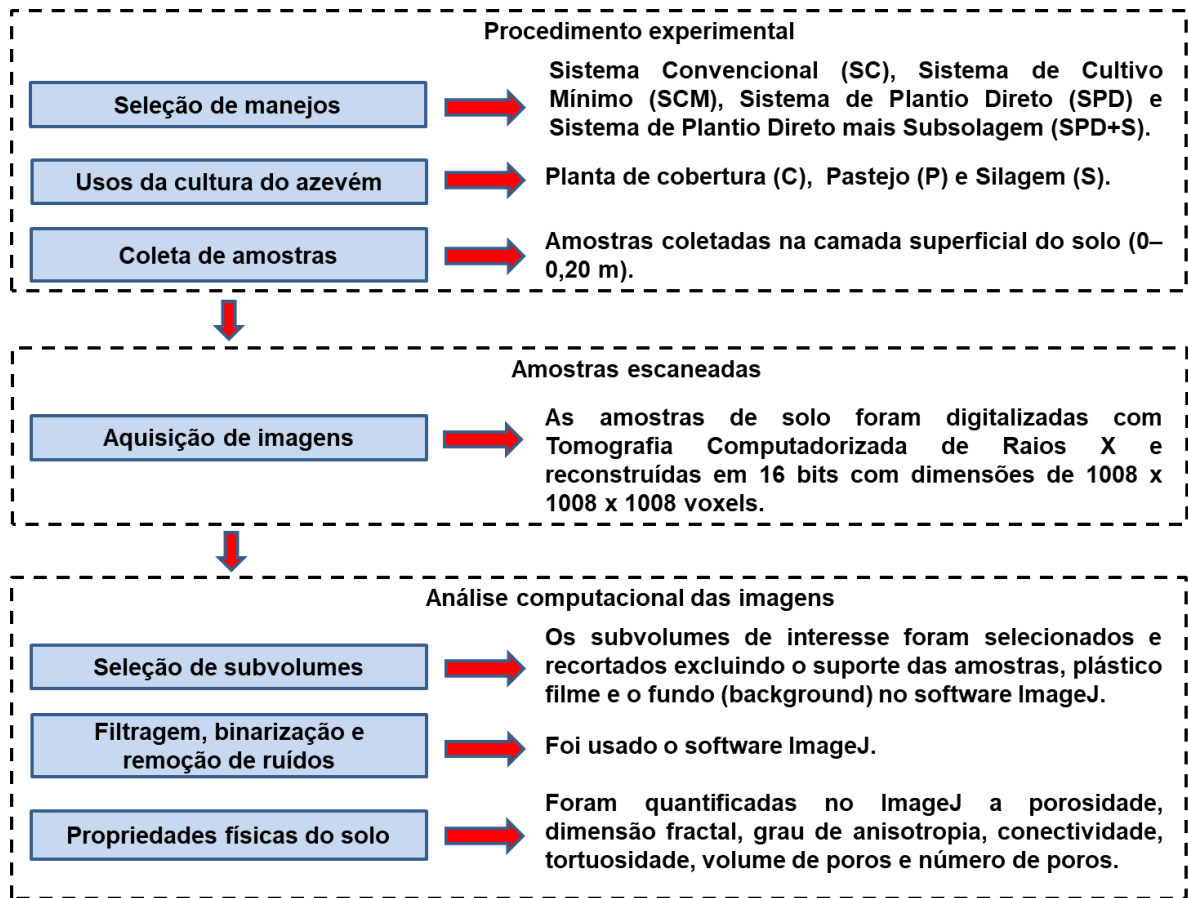 Procedimento experimental
Seleção de manejos
Sistema Convencional (SC), Sistema de Cultivo
Mínimo (SCM), Sistema de Plantio Direto (SPD) e
Sistema de Plantio Direto mais Subsolagem (SPD+S).
Usos da cultura do azevém
Planta de cobertura (C), Pastejo (P) e Silagem (S).
Coleta de amostras
Amostras coletadas na camada superficial do solo (0–
0,20 m).
Amostras escaneadas
Aquisição de imagens
As amostras de solo foram digitalizadas com
Tomografia Computadorizada de Raios X e
reconstruídas em 16 bits com dimensões de 1008 x
1008 x 1008 voxels.
Análise computacional das imagens
Seleção de subvolumes
Os subvolumes de interesse foram selecionados e
recortados excluindo o suporte das amostras, plástico
filme e o fundo (background) no software ImageJ.
Filtragem, binarização e
remoção de ruídos
Foi usado o software ImageJ.
Propriedades físicas do solo
Foram quantificadas no ImageJ a porosidade,
dimensão fractal, grau de anisotropia, conectividade,
tortuosidade, volume de poros e número de poros.